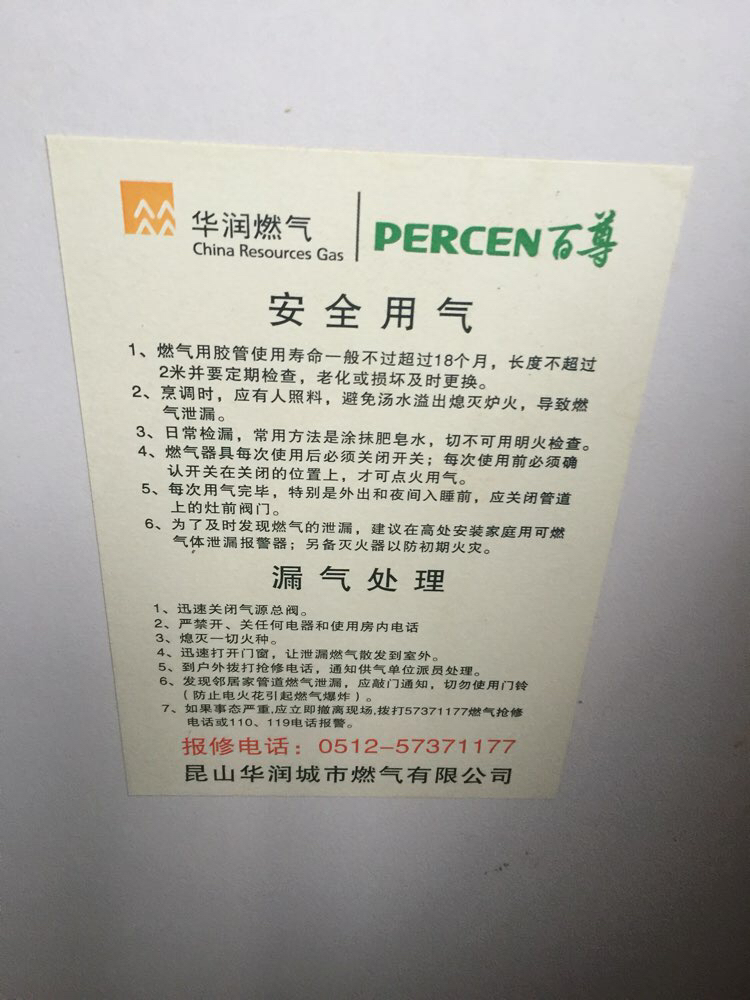 华润燃气
China Resources Gas
PERCEN百尊
安全用气
1、燃气用胶管使用寿命一般不过超过18个月，长度不超过
2米并要定期检查，老化或损坏及时更换。
2、烹调时，应有人照料，避免汤水溢出熄灭炉火，导致燃
气泄漏。
3、日常检漏，常用方法是涂抹肥皂水，切不可用明火检查。
4、燃气器具每次使用后必须关闭开关；每次使用前必须确
认开关在关闭的位置上，才可点火用气。
5、每次用气完毕，特别是外出和夜间入睡前，应关闭管道
上的灶前阀门。
6、为了及时发现燃气的泄漏，建议在高处安装家庭用可燃
气体泄漏报警器；另备灭火器以防初期火灾。
漏气处理
1、迅速关闭气源总阀。
2、严禁开、关任何电器和使用房内电话
3、熄灭一切火种。
4、迅速打开门窗，让泄漏燃气散发到室外。
5、到户外拨打抢修电话，通知供气单位派员处理。
6、发现邻居家管道燃气泄漏，应敲门通知，切勿使用门铃
（防止电火花引起燃气爆炸）。
7、如果事态严重,应立即撤离现场,拨打57371177燃气抢修
电话或110、119电话报警。
报修电话：0512-57371177
昆山华润城市燃气有限公司